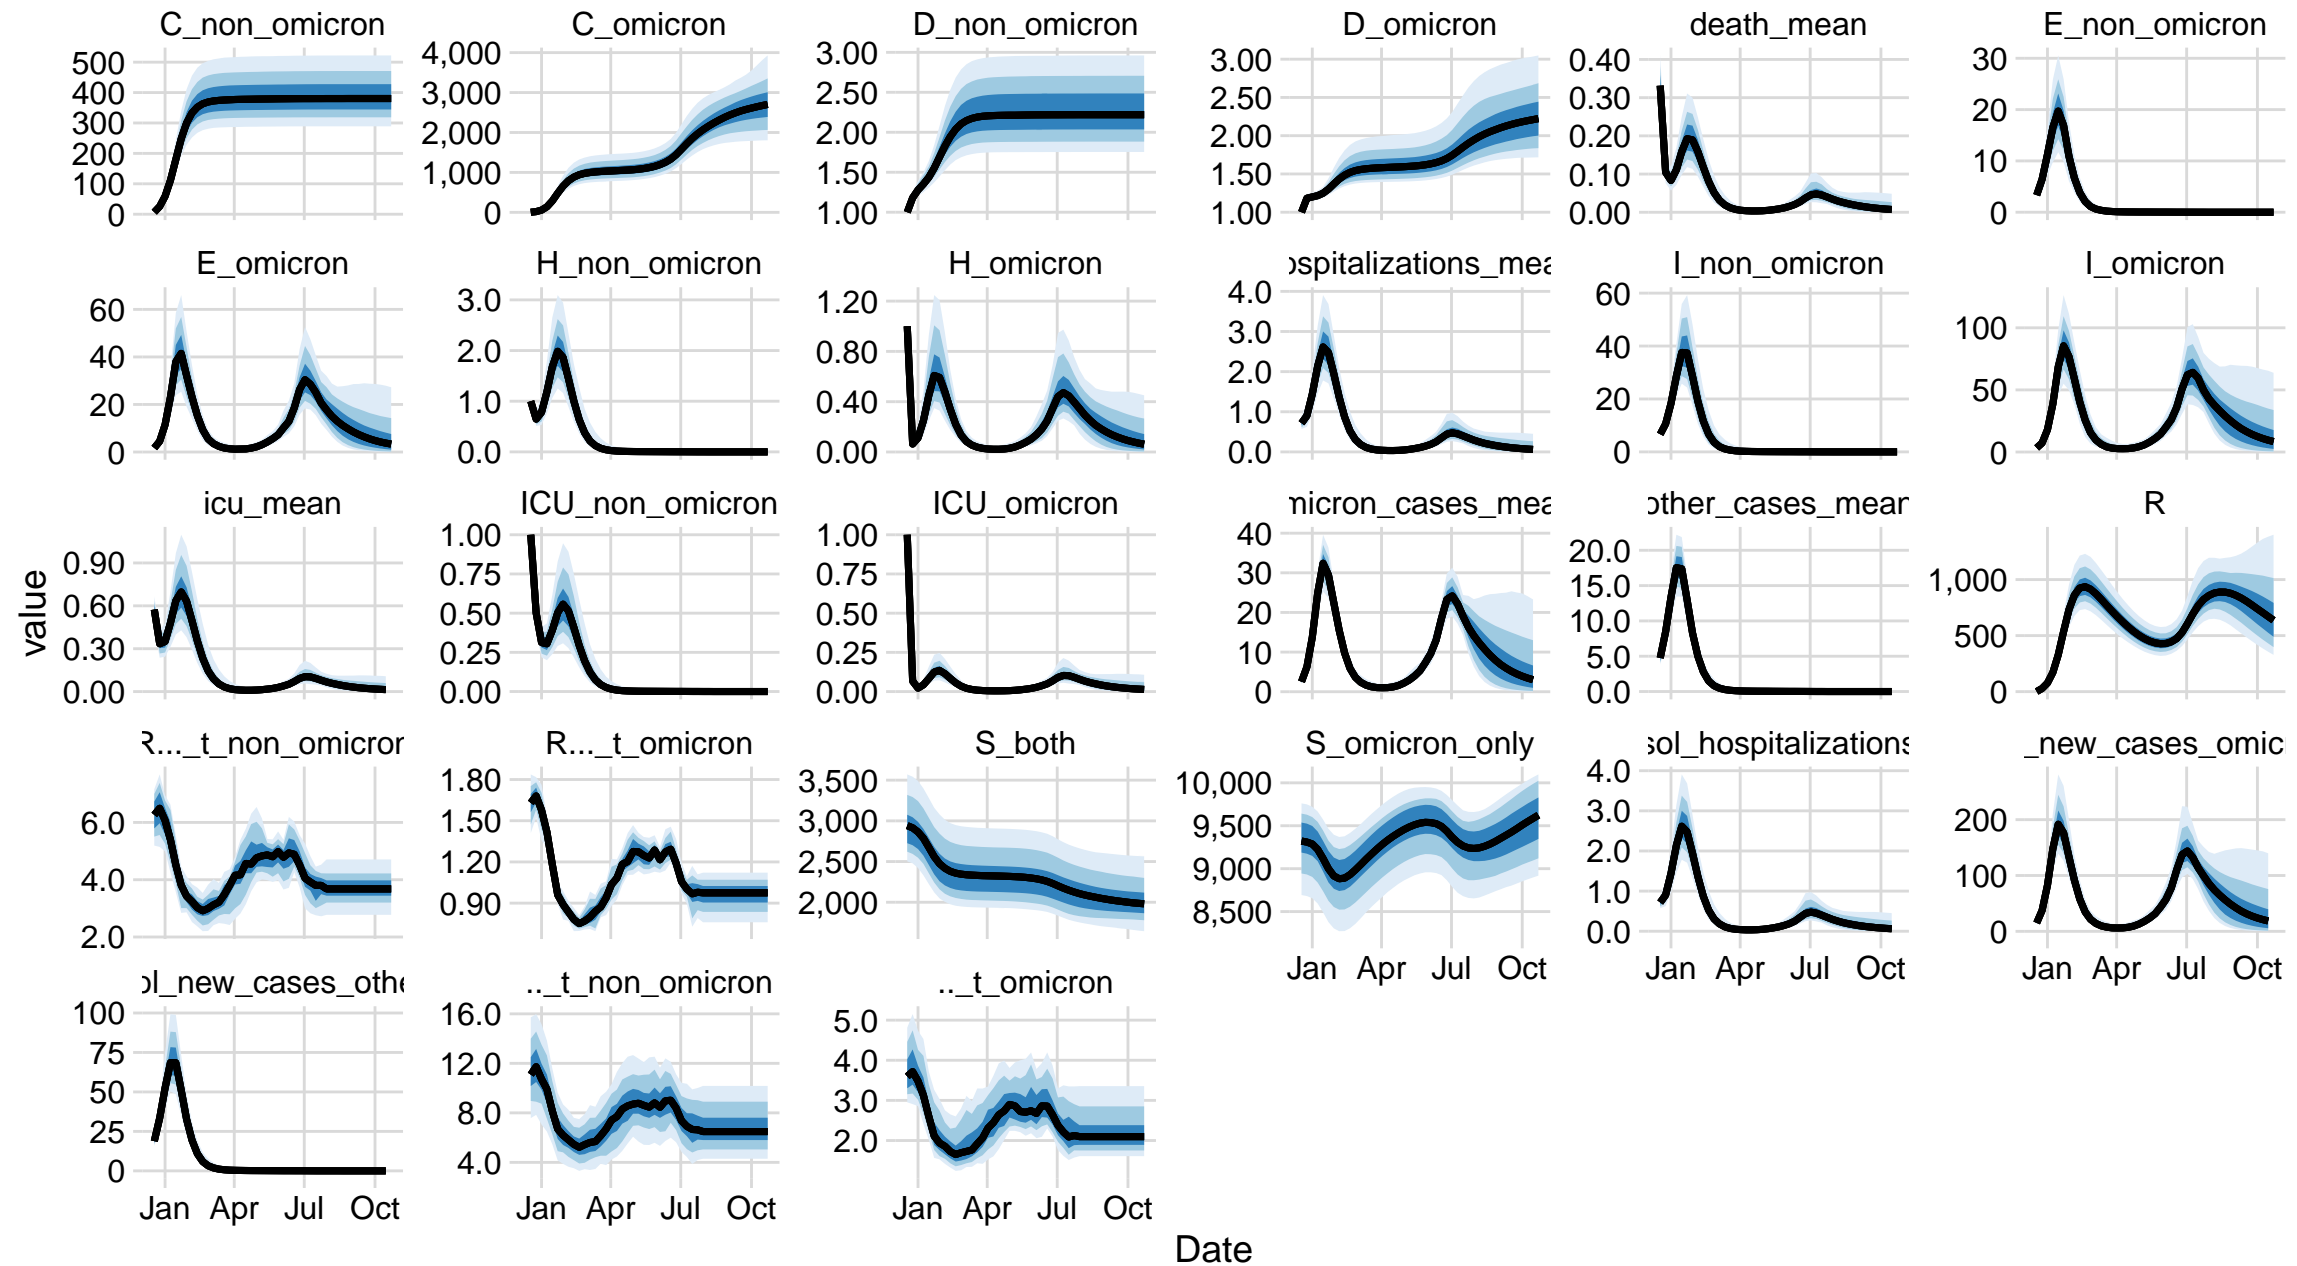 C_non_omicron C_omicron D_non_omicron D_omicron death_mean E_non_omicron
500 400 300 200 100 0
4,000 3,000 2,000 1,000 0
3.00 2.50 2.00 1.50 1.00
3.00 2.50 2.00 1.50 1.00
0.40 0.30 0.20 0.10 0.00
30 20 10 0
E_omicron H_non_omicron H_omicron ospitalizations_mea I_non_omicron I_omicron
60 40 20 0
3.0 2.0 1.0 0.0
1.20 0.80 0.40 0.00
4.0 3.0 2.0 1.0 0.0
60 40 20 0
100 50 0
icu_mean ICU_non_omicron ICU_omicron micron_cases_mea other_cases_mean R
0.90 0.60 0.30 0.00
1.00 0.75 0.50 0.25 0.00
1.00 0.75 0.50 0.25 0.00
40 30 20 10 0
20.0 15.0 10.0 5.0 0.0
1,000 500 0
value
R..._t_non_omicron R..._t_omicron S_both S_omicron_only sol_hospitalizations _new_cases_omic
6.0 4.0 2.0
1.80 1.50 1.20 0.90
3,500 3,000 2,500 2,000
10,000 9,500 9,000 8,500
4.0 3.0 2.0 1.0 0.0
200 100 0
Jan Apr Jul Oct Jan Apr Jul Oct Jan Apr Jul Oct
ol_new_cases_othe .._t_non_omicron .._t_omicron
100 75 50 25 0
16.0 12.0 8.0 4.0
5.0 4.0 3.0 2.0
Jan Apr Jul Oct Jan Apr Jul Oct Jan Apr Jul Oct
Date